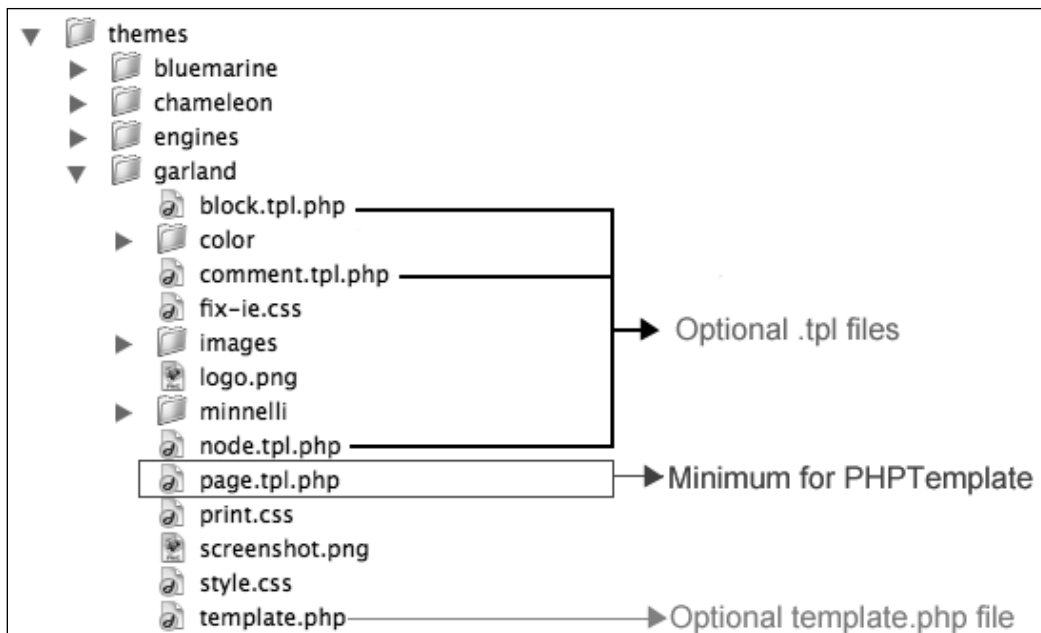 themes
bluemarine
chameleon
engines
garland
block.tpl.php
color
comment.tpl.php
fix-ie.css
images
Optional .tpl files
logo.png
minnelli
node.tpl.php
page.tpl.php
Minimum for PHPTemplate
print.css
screenshot.png
style.css
template.php
Optional template.php file